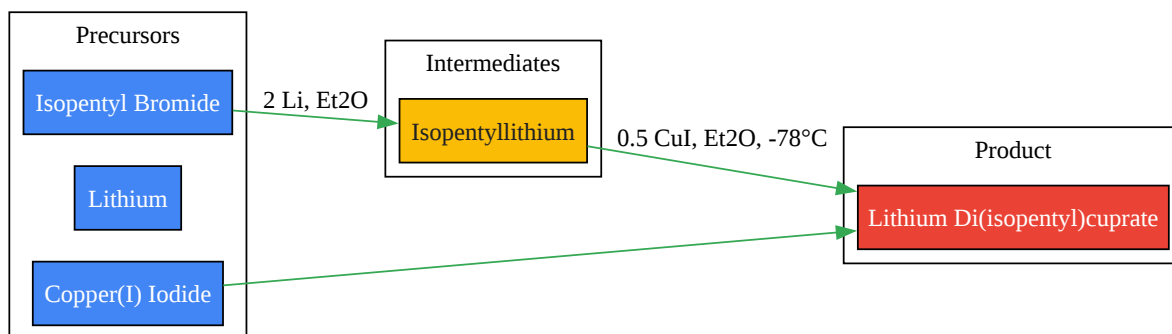 Precursors
Isopentyl Bromide
Lithium
Copper(I) Iodide
2 Li, Et2O
Intermediates
Isopentyllithium
0.5 CuI, Et2O, -78°C
Product
Lithium Di(isopentyl)cuprate